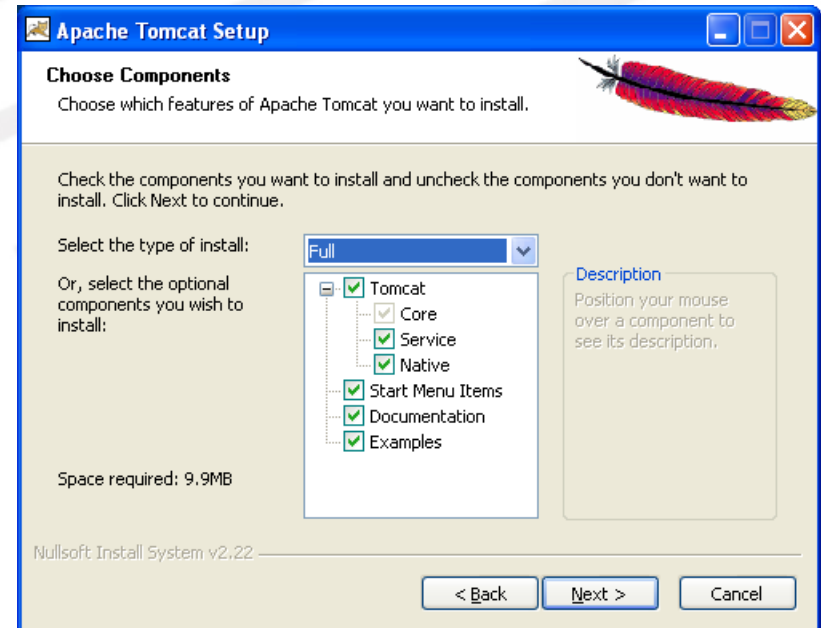 Apache Tomcat Setup
Choose Components
Choose which features of Apache Tomcat you want to install.
Check the components you want to install and uncheck the components you don't want to
install. Click Next to continue.
Select the type of install:
Full
Or, select the optional
components you wish to
install:
Tomcat
Core
Service
Native
Start Menu Items
Documentation
Examples
Description
Position your mouse
over a component to
see its description.
Space required: 9.9MB
Nullsoft Install System v2.22
< Back
Next >
Cancel